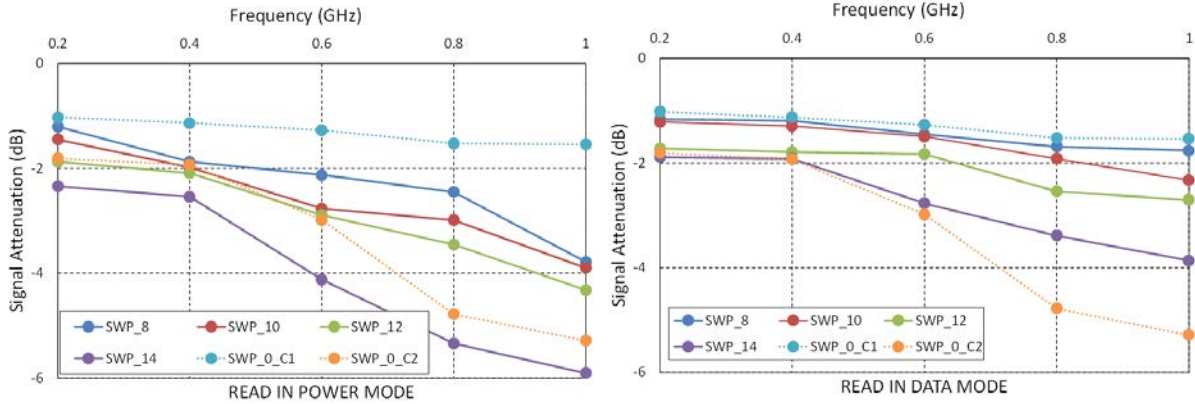 Frequency (GHz)
0.2 0.4 0.6 0.8 1
0
-2
-4
-6
Signal Attenuation (dB)
SWP_8 SWP_10 SWP_12
SWP_14 SWP_0_C1 SWP_0_C2
READ IN POWER MODE
Frequency (GHz)
0.2 0.4 0.6 0.8 1
0
-2
-4
-6
Signal Attenuation (dB)
SWP_8 SWP_10 SWP_12
SWP_14 SWP_0_C1 SWP_0_C2
READ IN DATA MODE